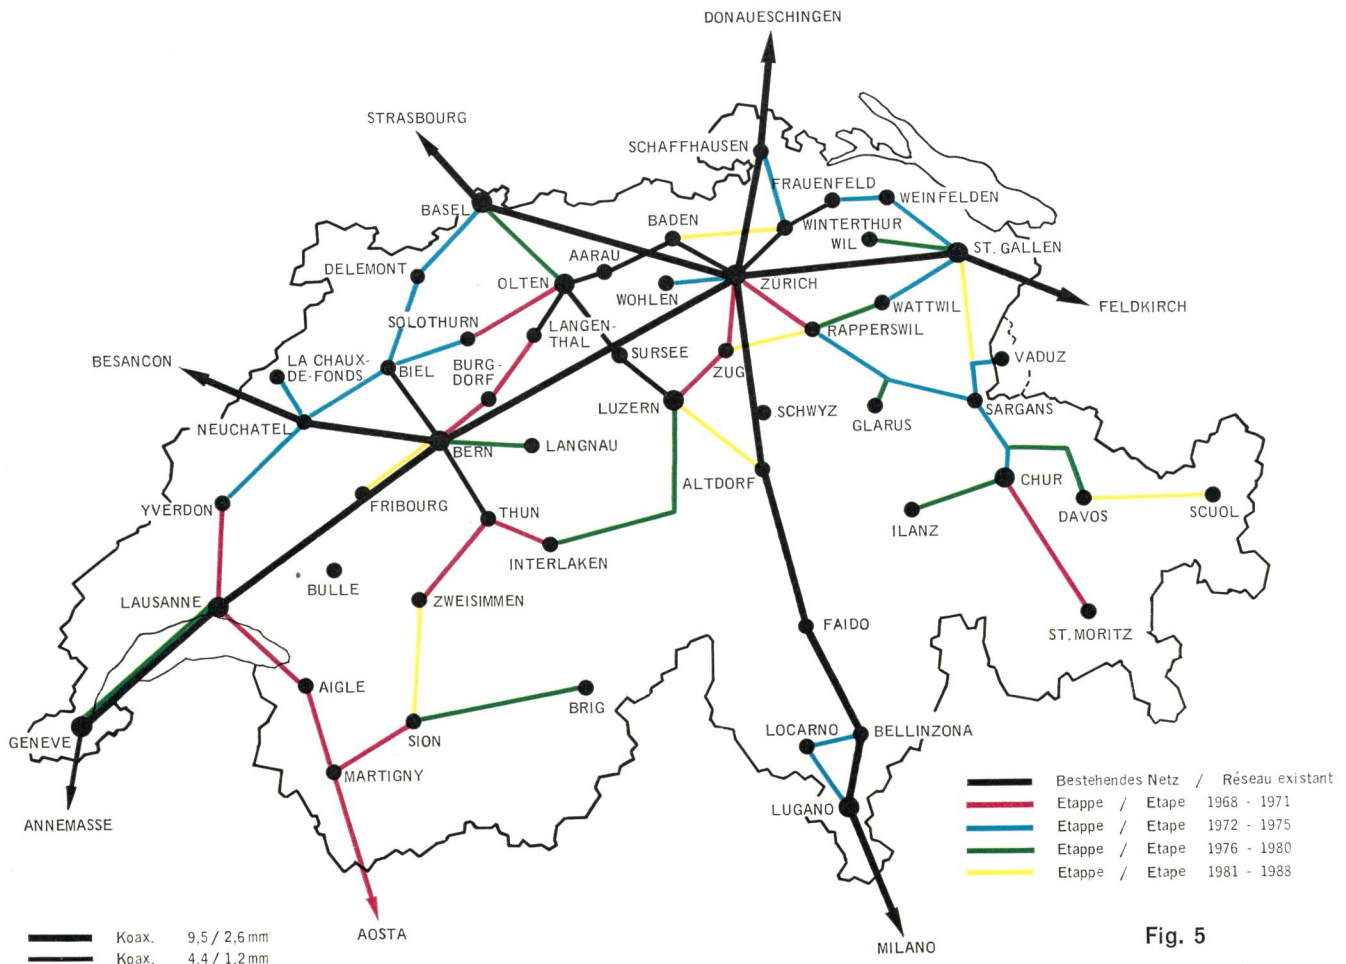 DONAUESCHINGEN
STRASBOURG
SCHAFFHAUSEN
FRAUENFELD
WEINFELDEN
BASEL
BADEN
WINTERTHUR
WIL
ST. GALLEN
AARAU
DELEMONT
OLTEN
WOHLEN
ZÜRICH
FELDKIRCH
SOLOTHURN
LANGEN-
THAL
WATTWIL
RAPPERSWIL
BESANCON
LA CHAUX-
DE-FONDS
BIEL
BURG-
DORF
SURSEE
ZUG
VADUZ
NEUCHATEL
LUZERN
SCHWYZ
GLARUS
SARGANS
BERN
LANGNAU
ALTDORF
CHUR
YVERDON
FRIBOURG
THUN
ILANZ
DAVOS
SCUOL
INTERLAKEN
BULLE
LAUSANNE
ZWEISIMMEN
FAIDO
ST. MORITZ
AIGLE
BRIG
GENEVE
SION
LOCARNO
BELLINZONA
MARTIGNY
LUGANO
ANNEMASSE
AOSTA
MILANO
Bestehendes Netz / Réseau existant
Etappe / Etape 1968 - 1971
Etappe / Etape 1972 - 1975
Etappe / Etape 1976 - 1980
Etappe / Etape 1981 - 1988
Koax. 9,5 / 2,6 mm
Koax. 4,4 / 1,2 mm
Fig. 5